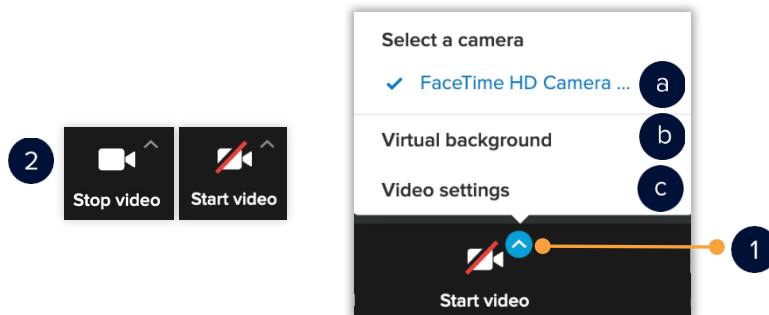 Select a camera
FaceTime HD Camera ... a
Virtual background b
Video settings c
2
Stop video Start video
1
Start video